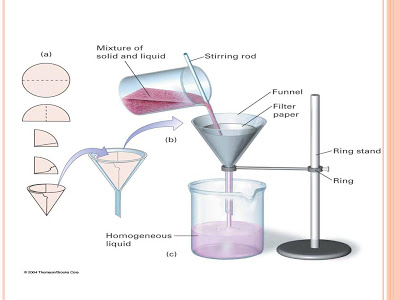 (a)
Mixture of
solid and liquid
Stirring rod
Funnel
Filter
paper
(b)
Ring stand
Ring
Homogeneous
liquid
(c)
© 2004 Thomson/Brooks Cole